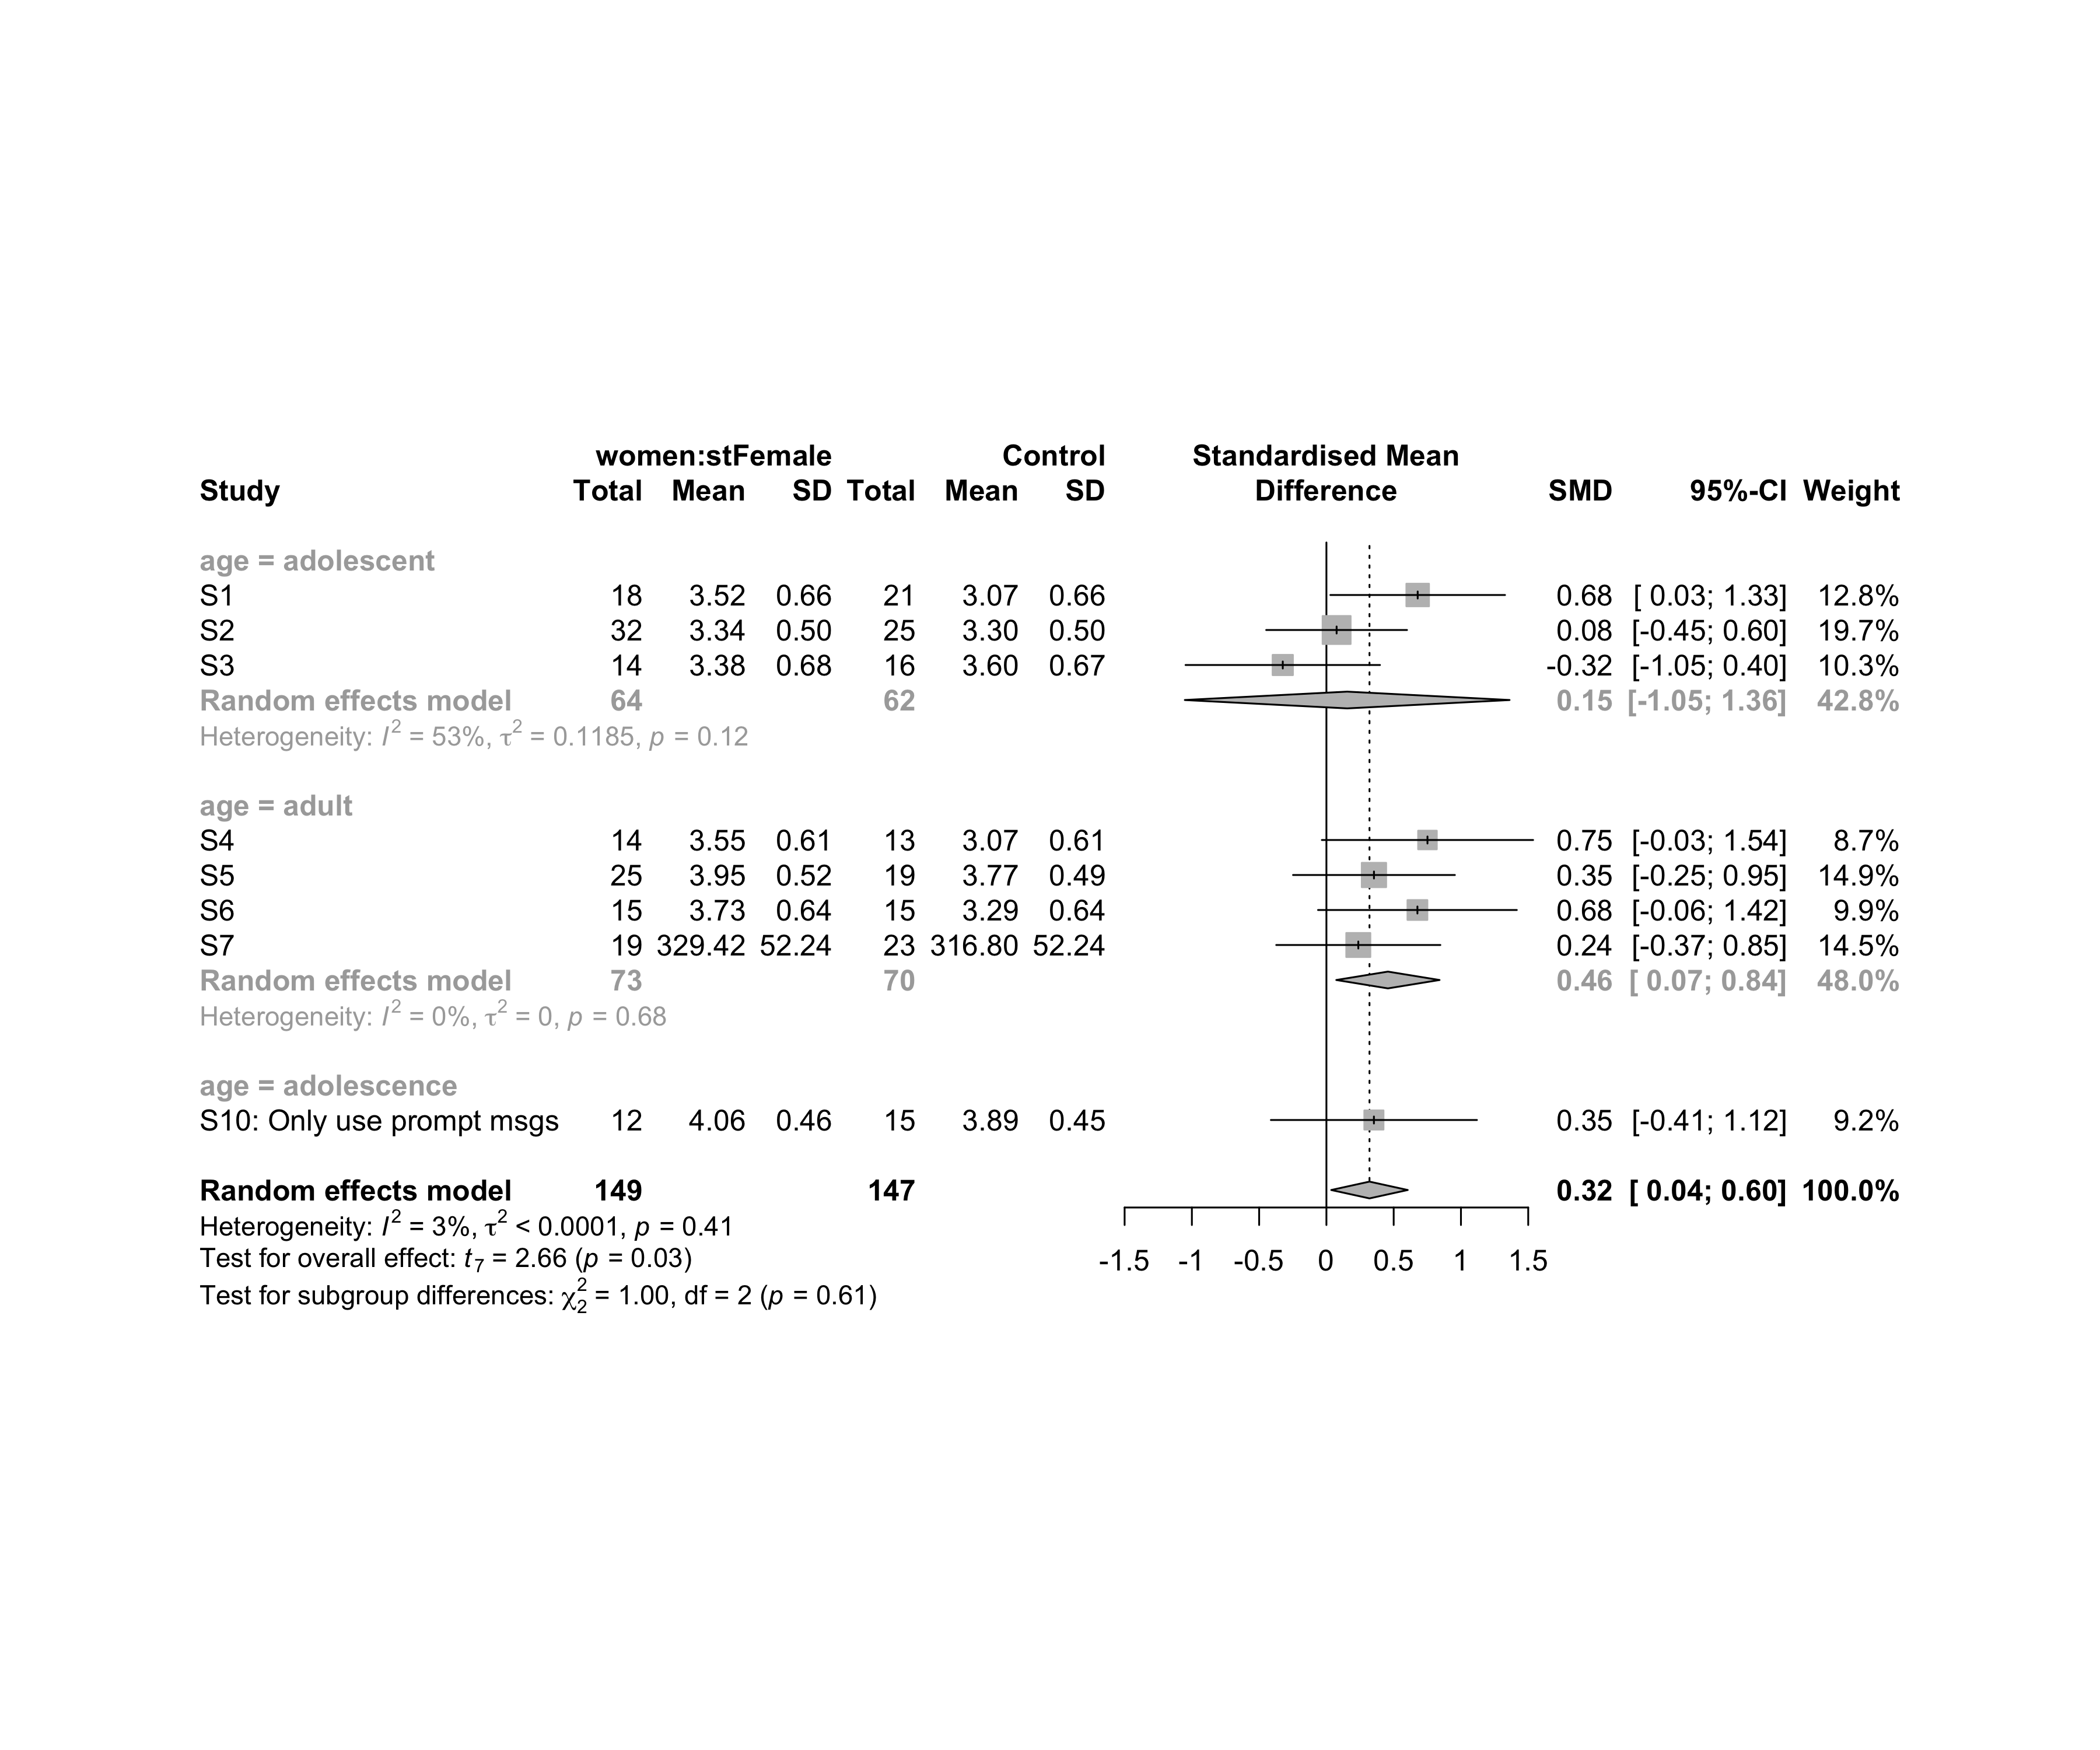 women:stFemale Control Standardised Mean
Study Total Mean SD Total Mean SD Difference SMD 95%-CI Weight
age = adolescent
S1 18 3.52 0.66 21 3.07 0.66 0.68 [ 0.03; 1.33] 12.8%
S2 32 3.34 0.50 25 3.30 0.50 0.08 [-0.45; 0.60] 19.7%
S3 14 3.38 0.68 16 3.60 0.67 -0.32 [-1.05; 0.40] 10.3%
Random effects model 64 62 0.15 [-1.05; 1.36] 42.8%
Heterogeneity: I² = 53%, τ² = 0.1185, p = 0.12
age = adult
S4 14 3.55 0.61 13 3.07 0.61 0.75 [-0.03; 1.54] 8.7%
S5 25 3.95 0.52 19 3.77 0.49 0.35 [-0.25; 0.95] 14.9%
S6 15 3.73 0.64 15 3.29 0.64 0.68 [-0.06; 1.42] 9.9%
S7 19 329.42 52.24 23 316.80 52.24 0.24 [-0.37; 0.85] 14.5%
Random effects model 73 70 0.46 [ 0.07; 0.84] 48.0%
Heterogeneity: I² = 0%, τ² = 0, p = 0.68
age = adolescence
S10: Only use prompt msgs 12 4.06 0.46 15 3.89 0.45 0.35 [-0.41; 1.12] 9.2%
Random effects model 149 147 0.32 [ 0.04; 0.60] 100.0%
Heterogeneity: I² = 3%, τ² < 0.0001, p = 0.41
Test for overall effect: t₇ = 2.66 (p = 0.03)
-1.5 -1 -0.5 0 0.5 1 1.5
Test for subgroup differences: χ²₂ = 1.00, df = 2 (p = 0.61)